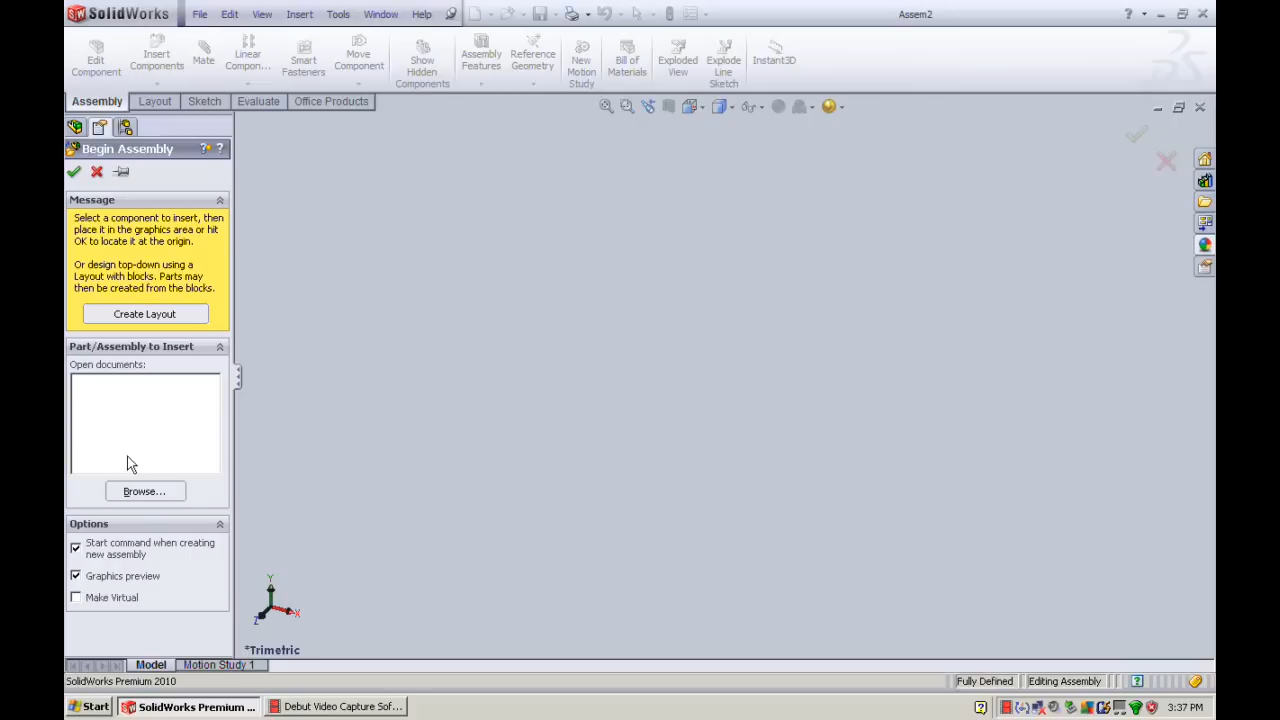 SolidWorks File Edit View Insert Tools Window Help Assem2
Edit Component
Insert Components
Mate
Linear Compon...
Smart Fasteners
Move Component
Show Hidden Components
Assembly Features
Reference Geometry
New Motion Study
Bill of Materials
Exploded View
Explode Line Sketch
Instant3D
Assembly Layout Sketch Evaluate Office Products
Begin Assembly
Message
Select a component to insert, then
place it in the graphics area or hit
OK to locate it at the origin.
Or design top-down using a
Layout with blocks. Parts may
then be created from the blocks.
Create Layout
Part/Assembly to Insert
Open documents:
Browse...
Options
Start command when creating
new assembly
Graphics preview
Make Virtual
Y
X
Z
*Trimetric
Model Motion Study 1
SolidWorks Premium 2010 Fully Defined Editing Assembly
Start SolidWorks Premium ... Debut Video Capture Sof... 3:37 PM